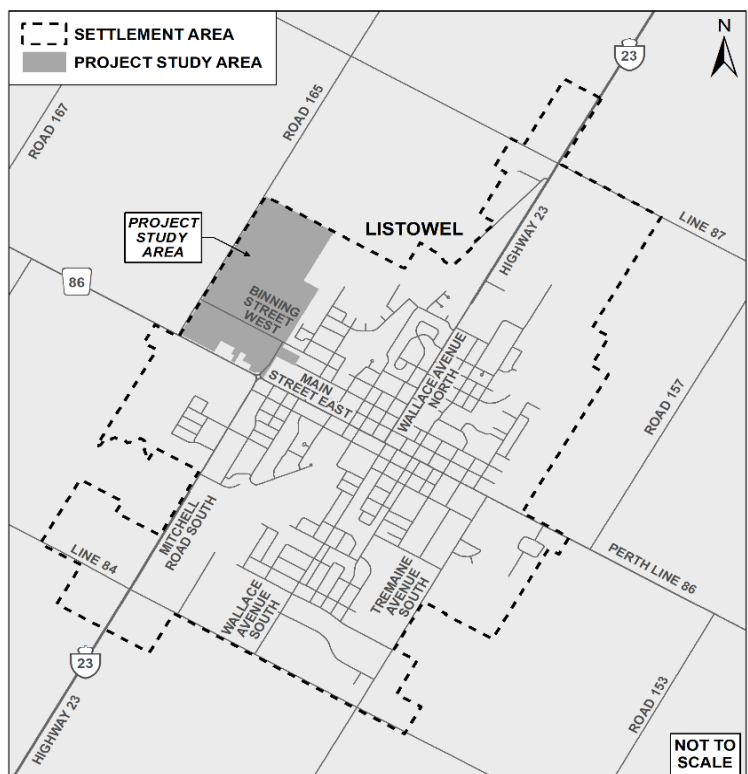 SETTLEMENT AREA
PROJECT STUDY AREA
N
23
ROAD 167
ROAD 165
PROJECT
STUDY
AREA
LISTOWEL
HIGHWAY 23
LINE 87
86
BINNING
STREET
WEST
MAIN
STREET EAST
WALLACE AVENUE
NORTH
ROAD 157
MITCHELL
ROAD SOUTH
LINE 84
WALLACE
AVENUE
SOUTH
TREMAINE
AVENUE
SOUTH
PERTH LINE 86
23
HIGHWAY 23
ROAD 153
NOT TO
SCALE